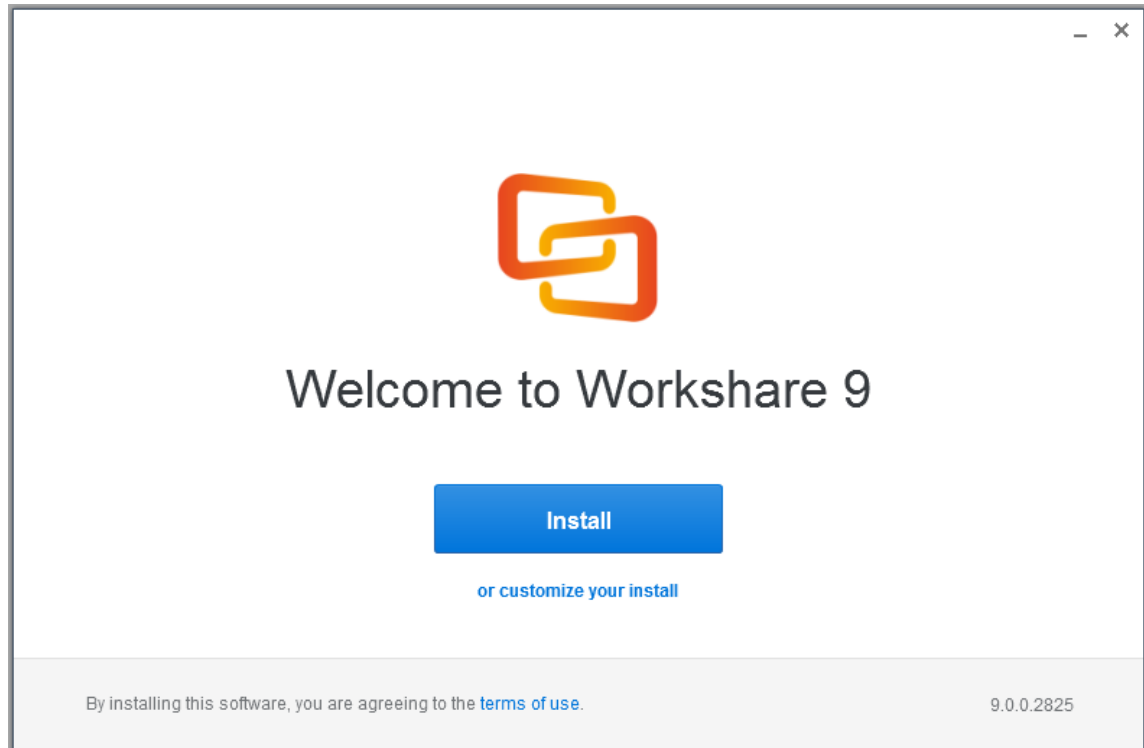 Welcome to Workshare 9
Install
or customize your install
By installing this software, you are agreeing to the terms of use.
9.0.0.2825